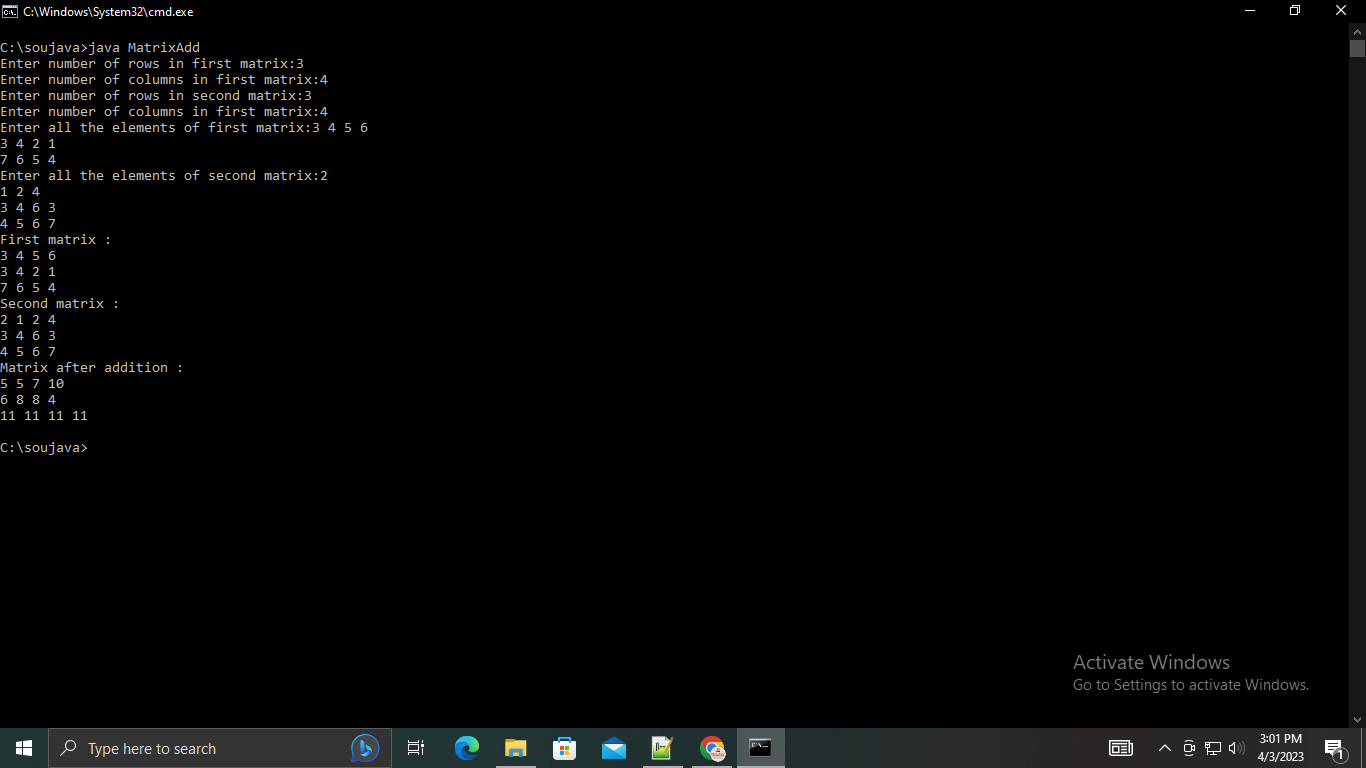 C:\Windows\System32\cmd.exe
C:\soujava>java MatrixAdd
Enter number of rows in first matrix:3
Enter number of columns in first matrix:4
Enter number of rows in second matrix:3
Enter number of columns in first matrix:4
Enter all the elements of first matrix:3 4 5 6
3 4 2 1
7 6 5 4
Enter all the elements of second matrix:2
1 2 4
3 4 6 3
4 5 6 7
First matrix :
3 4 5 6
3 4 2 1
7 6 5 4
Second matrix :
2 1 2 4
3 4 6 3
4 5 6 7
Matrix after addition :
5 5 7 10
6 8 8 4
11 11 11 11
C:\soujava>
Activate Windows
Go to Settings to activate Windows.
Type here to search
3:01 PM
4/3/2023
1